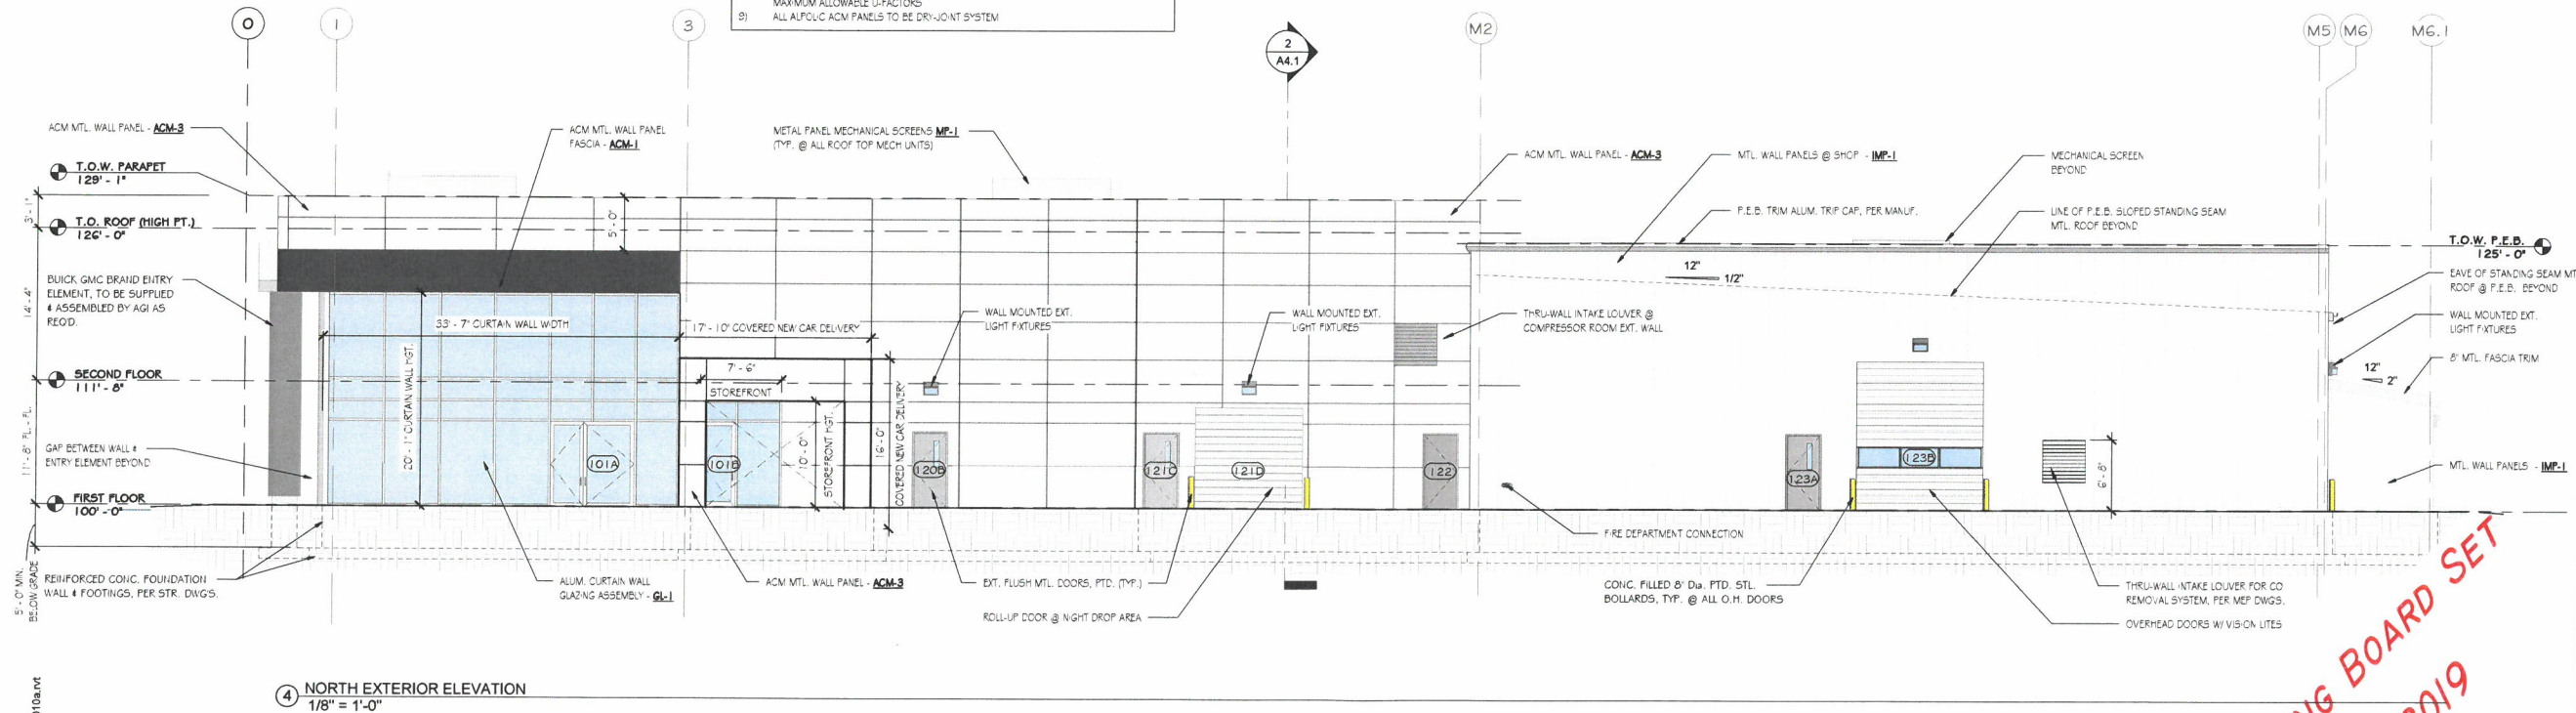 MAXIMUM ALLOWABLE U-FACTORS
9) ALL ALPOLIC ACM PANELS TO BE DRY-JOINT SYSTEM
O
1
3
2
A4.1
M2
M5
M6
M6.1
ACM MTL. WALL PANEL - ACM-3
T.O.W. PARAPET
129' - 1"
3' - 1"
T.O. ROOF (HIGH PT.)
126' - 0"
BUICK GMC BRAND ENTRY
ELEMENT, TO BE SUPPLIED
& ASSEMBLED BY AGI AS
REQ'D.
14' - 4"
SECOND FLOOR
111' - 8"
11' - 8" FL. - FL.
GAP BETWEEN WALL &
ENTRY ELEMENT BEYOND
FIRST FLOOR
100' - 0"
5' - 0" MIN.
BELOW GRADE
REINFORCED CONC. FOUNDATION
WALL & FOOTINGS, PER STR. DWG'S.
ACM MTL. WALL PANEL
FASCIA - ACM-1
5' - 0"
33' - 7" CURTAIN WALL WIDTH
20' - 1" CURTAIN WALL HGT.
101A
ALUM. CURTAIN WALL
GLAZING ASSEMBLY - GL-1
METAL PANEL MECHANICAL SCREENS MP-1
(TYP. @ ALL ROOF TOP MECH UNITS)
17' - 10" COVERED NEW CAR DELIVERY
7' - 6"
STOREFRONT
101B
10' - 0"
STOREFRONT HGT.
16' - 0"
COVERED NEW CAR DELIVERY
ACM MTL. WALL PANEL - ACM-3
WALL MOUNTED EXT.
LIGHT FIXTURES
120B
EXT. FLUSH MTL. DOORS, PTD. (TYP.)
121C
121D
ROLL-UP DOOR @ NIGHT DROP AREA
WALL MOUNTED EXT.
LIGHT FIXTURES
122
ACM MTL. WALL PANEL - ACM-3
THRU-WALL INTAKE LOUVER @
COMPRESSOR ROOM EXT. WALL
FIRE DEPARTMENT CONNECTION
MTL. WALL PANELS @ SHOP - IMP-1
P.E.B. TRIM ALUM. TRIP CAP, PER MANUF.
12"
1/2"
MECHANICAL SCREEN
BEYOND
LINE OF P.E.B. SLOPED STANDING SEAM
MTL. ROOF BEYOND
123A
123B
CONC. FILLED 8" Dia. PTD. STL.
BOLLARDS, TYP. @ ALL O.H. DOORS
6' - 8"
THRU-WALL INTAKE LOUVER FOR CO
REMOVAL SYSTEM, PER MEP DWGS.
OVERHEAD DOORS W/ VISION LITES
T.O.W. P.E.B.
125' - 0"
EAVE OF STANDING SEAM MT
ROOF @ P.E.B. BEYOND
WALL MOUNTED EXT.
LIGHT FIXTURES
12"
2"
8" MTL. FASCIA TRIM
MTL. WALL PANELS - IMP-1
4 NORTH EXTERIOR ELEVATION
1/8" = 1'-0"
BOARD SET
2019